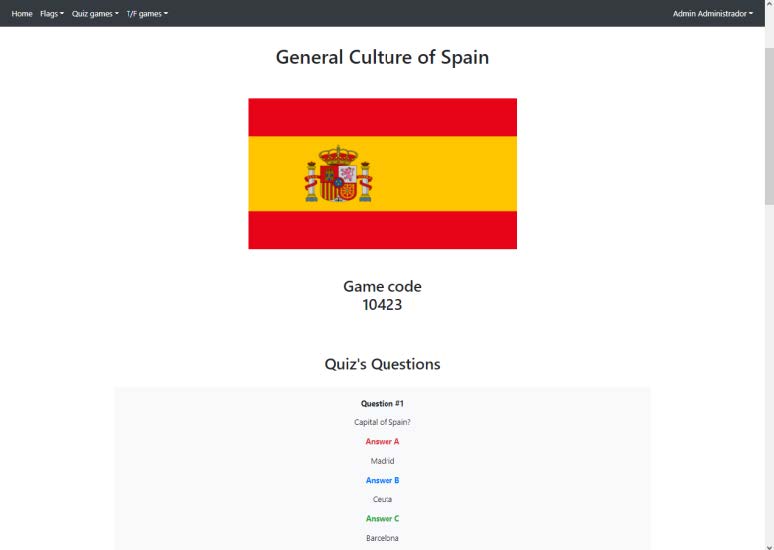 Home Flags Quiz games T/F games Admin Administrador
General Culture of Spain
Game code
10423
Quiz's Questions
Question #1
Capital of Spain?
Answer A
Madrid
Answer B
Ceuta
Answer C
Barcelona